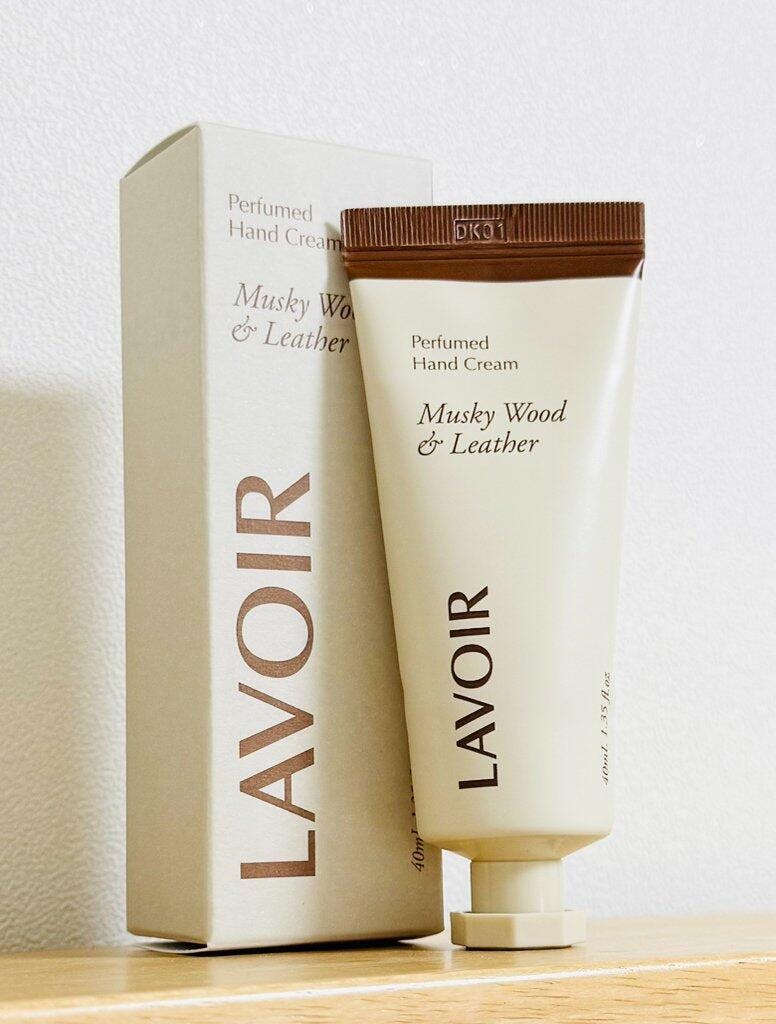 Perfumed
Hand Cream
Musky
& Leather
LAVOIR
40mL
DK01
Perfumed
Hand Cream
Musky Wood
& Leather
LAVOIR
40mL 1.35 fl.oz